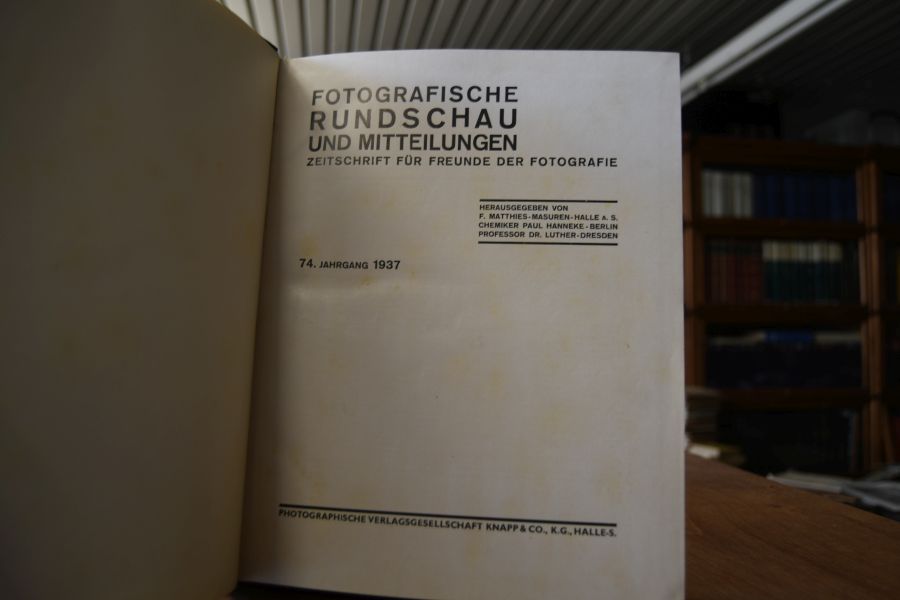 FOTOGRAFISCHE
RUNDSCHAU
UND MITTEILUNGEN
ZEITSCHRIFT FÜR FREUNDE DER FOTOGRAFIE
HERAUSGEGEBEN VON
F. MATTHIES-MASUREN-HALLE A. S.
CHEMIKER PAUL HANNEKE-BERLIN
PROFESSOR DR. LUTHER-DRESDEN
74. JAHRGANG 1937
PHOTOGRAPHISCHE VERLAGSGESELLSCHAFT KNAPP & CO., K.G., HALLE-S.